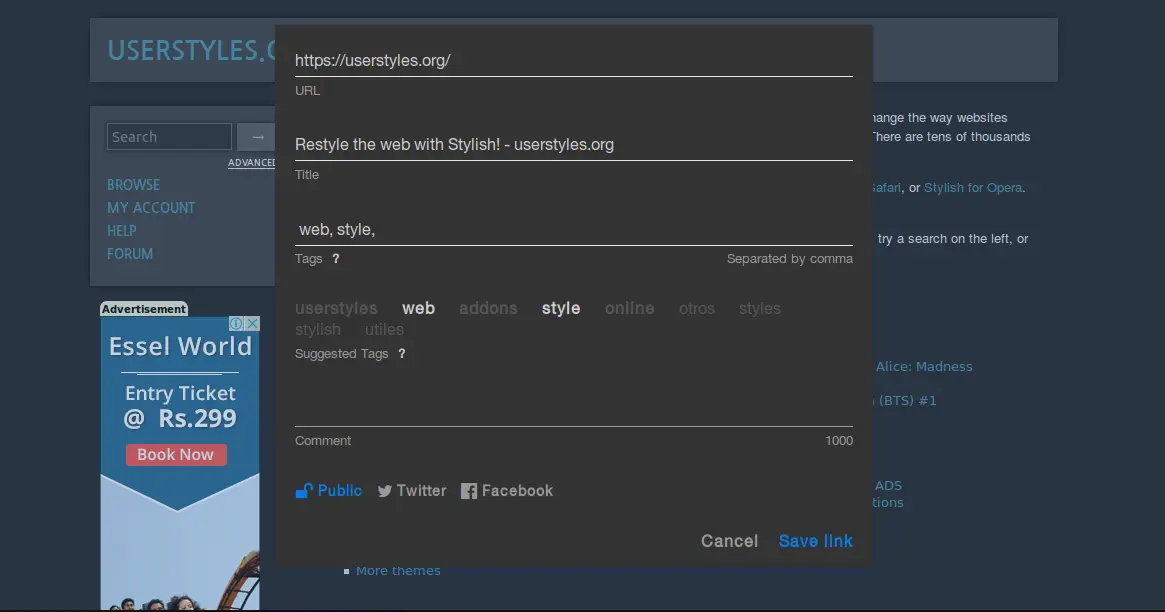 USERSTYLES.
https://userstyles.org/
URL
Search
→
ADVANCED
BROWSE
MY ACCOUNT
HELP
FORUM
Restyle the web with Stylish! - userstyles.org
Title
web, style,
Tags ?
Separated by comma
userstyles web addons style online otros styles
stylish utiles
Suggested Tags ?
Comment
1000
Public Twitter Facebook
Cancel Save link
hange the way websites
There are tens of thousands
Safari, or Stylish for Opera.
try a search on the left, or
Alice: Madness
(BTS) #1
ADS
tions
More themes
Advertisement
Essel World
Entry Ticket
@ Rs.299
Book Now